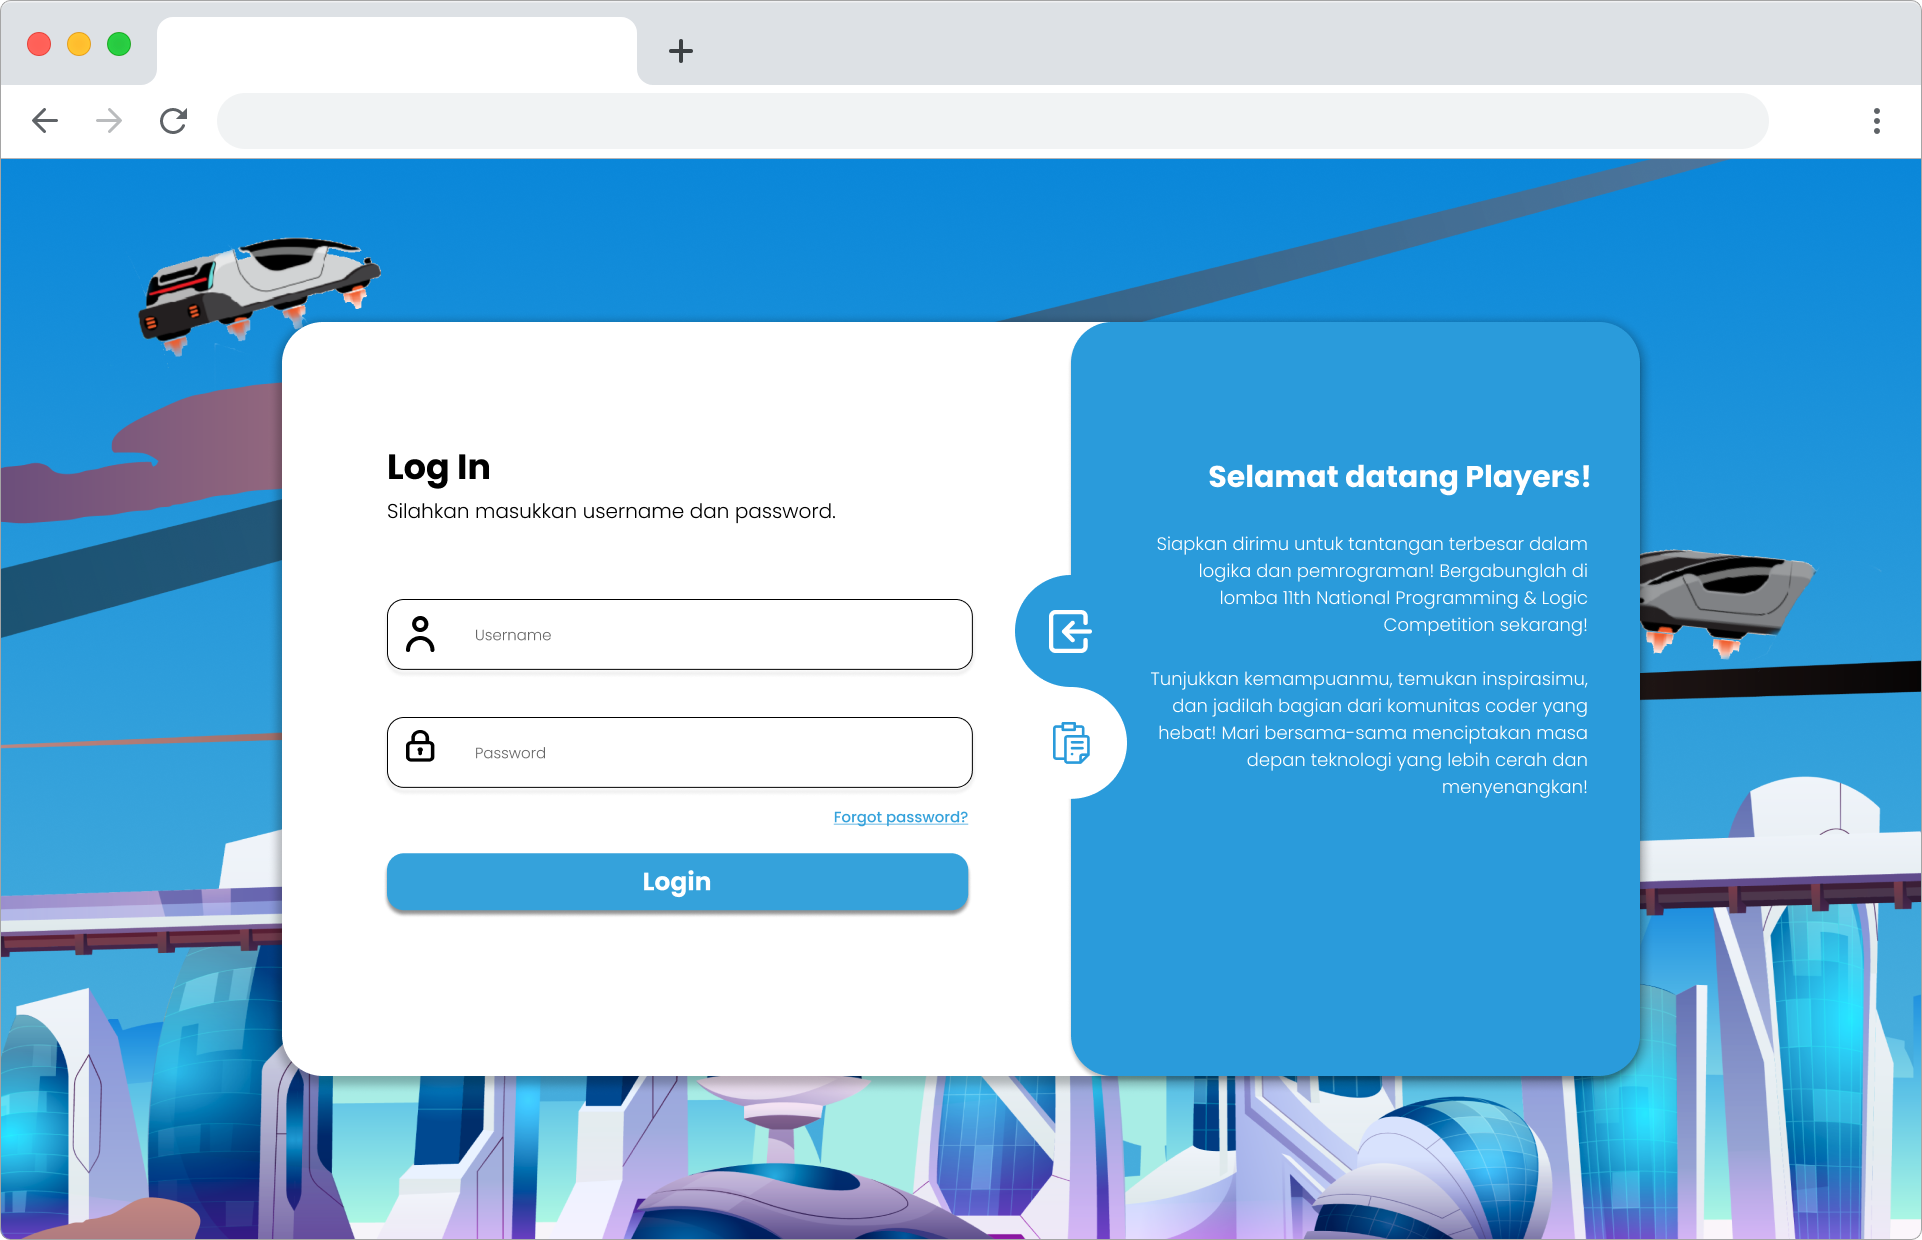 Log In
Silahkan masukkan username dan password.
Username
Password
Forgot password?
Login
Selamat datang Players!
Siapkan dirimu untuk tantangan terbesar dalam
logika dan pemrograman! Bergabunglah di
lomba 11th National Programming & Logic
Competition sekarang!
Tunjukkan kemampuanmu, temukan inspirasimu,
dan jadilah bagian dari komunitas coder yang
hebat! Mari bersama-sama menciptakan masa
depan teknologi yang lebih cerah dan
menyenangkan!